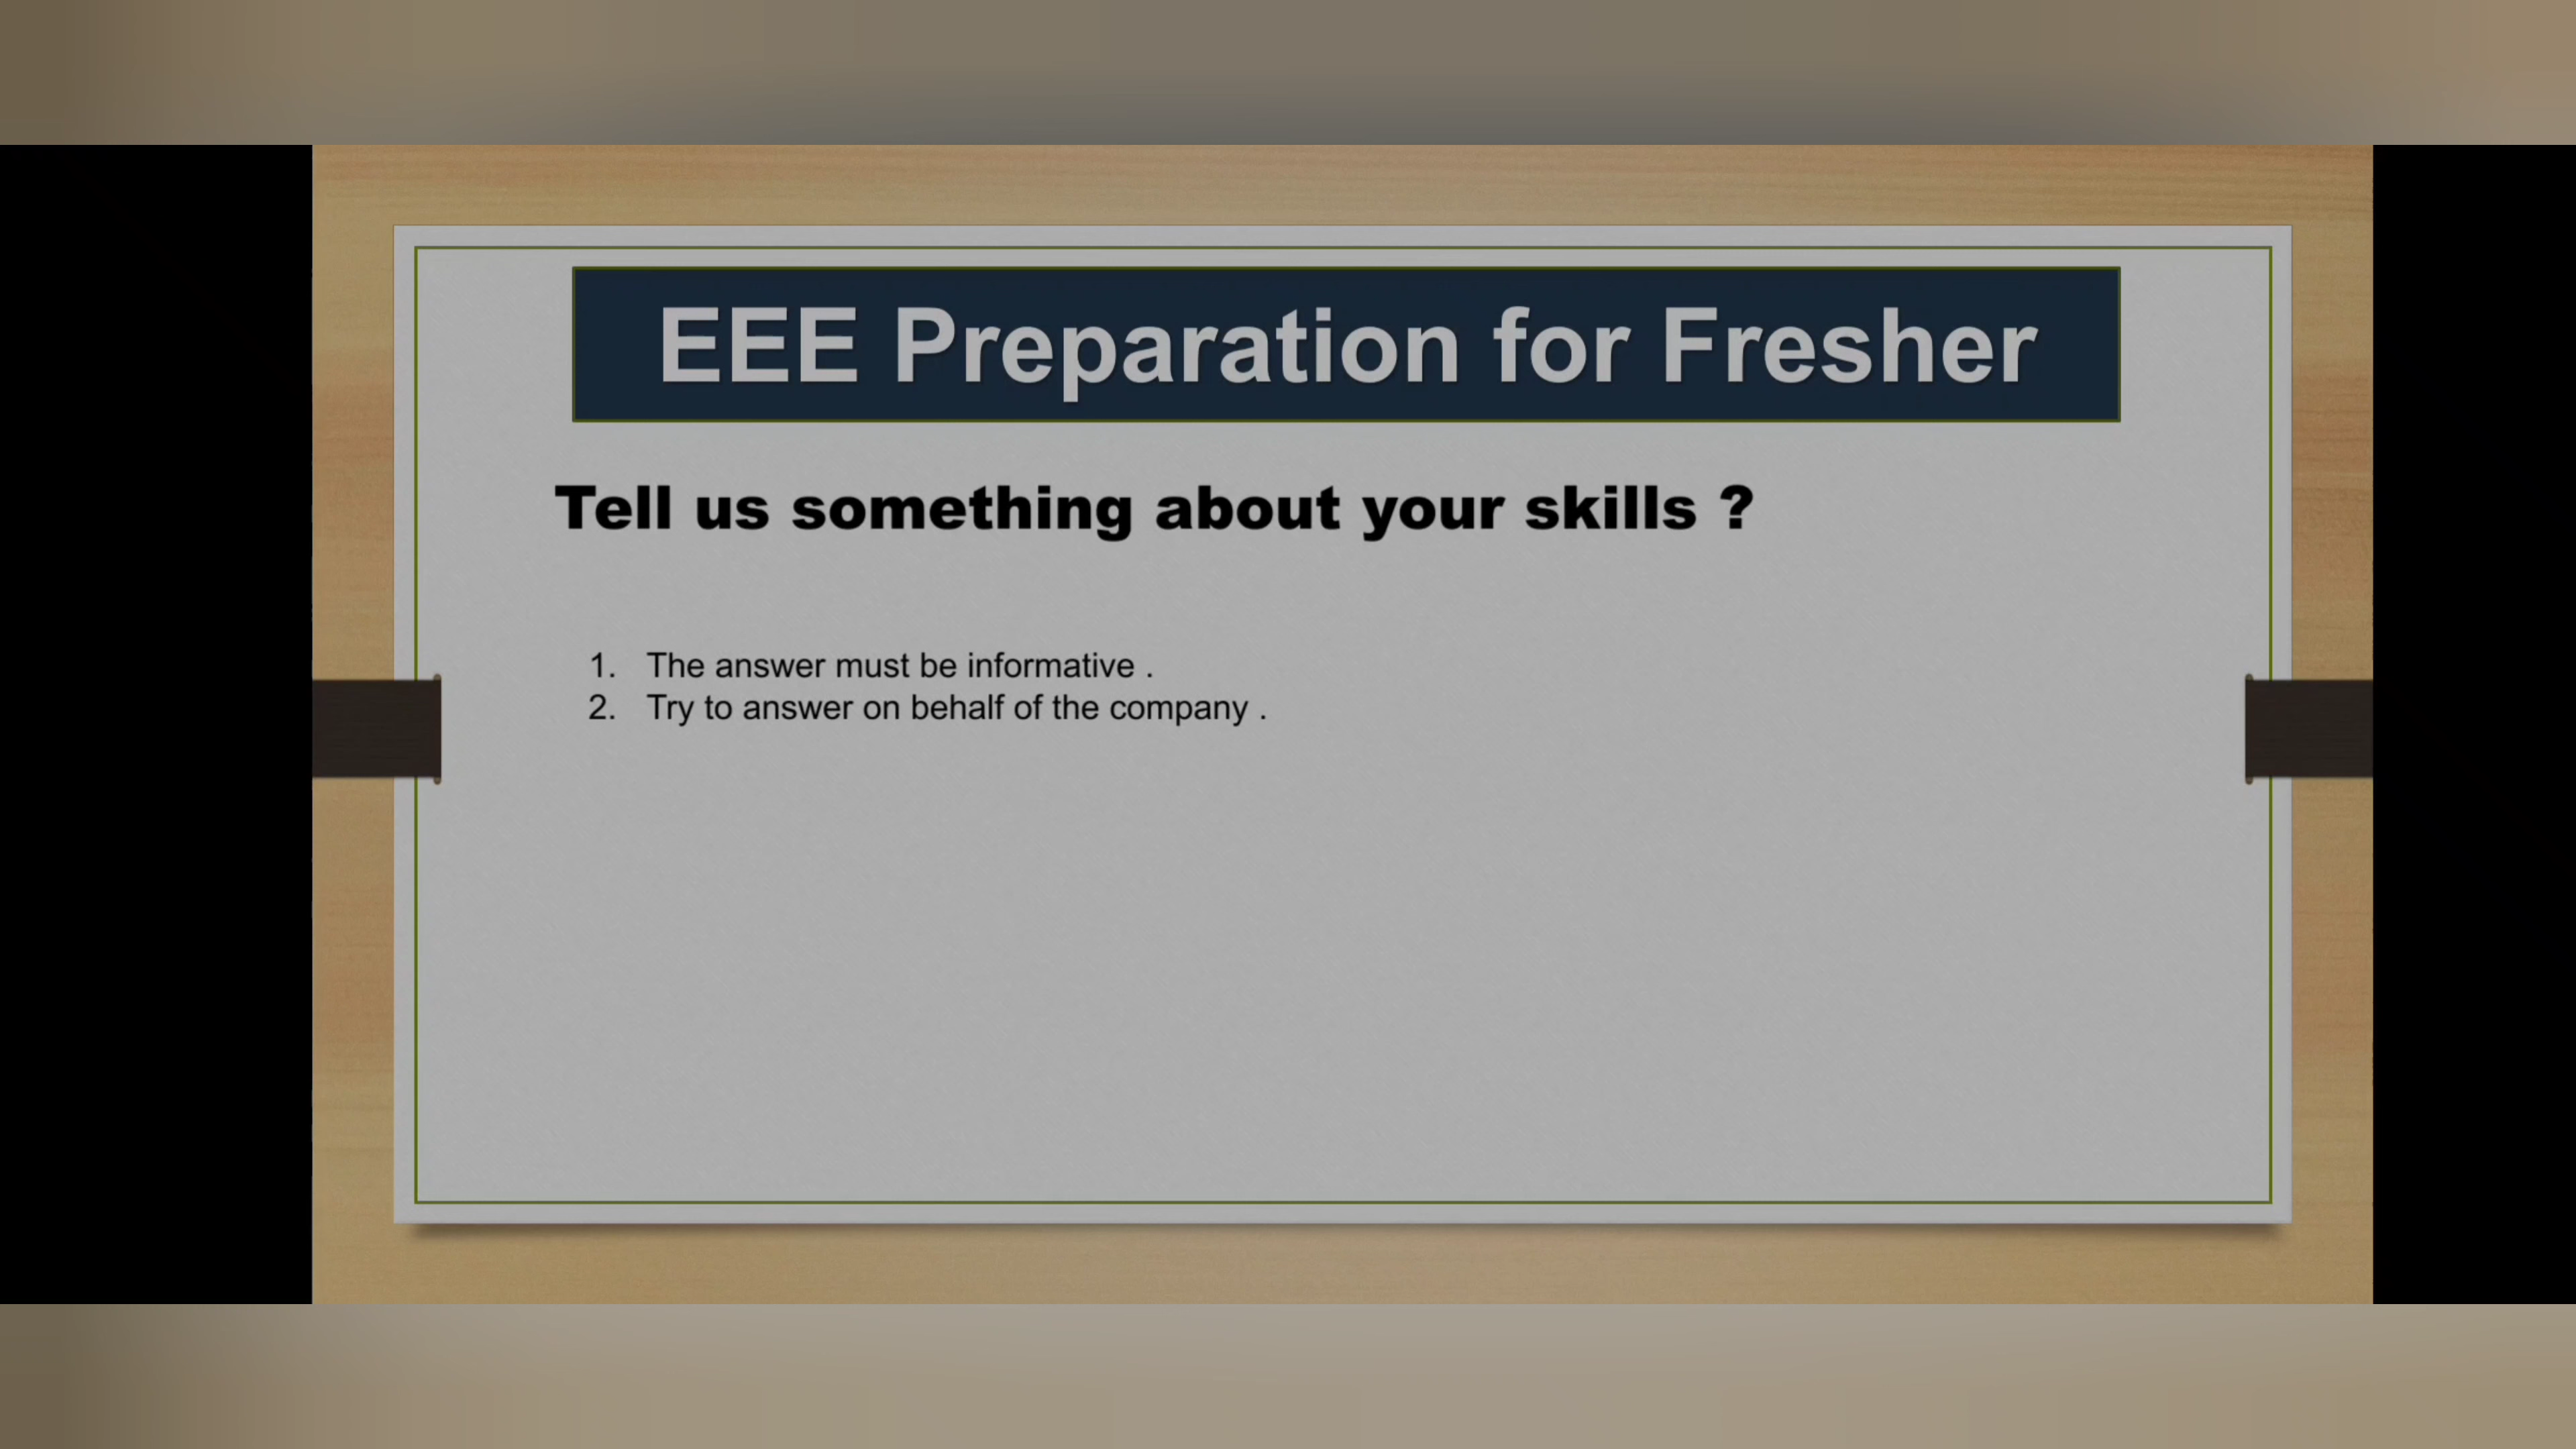 EEE Preparation for Fresher
Tell us something about your skills ?
1. The answer must be informative .
2. Try to answer on behalf of the company .